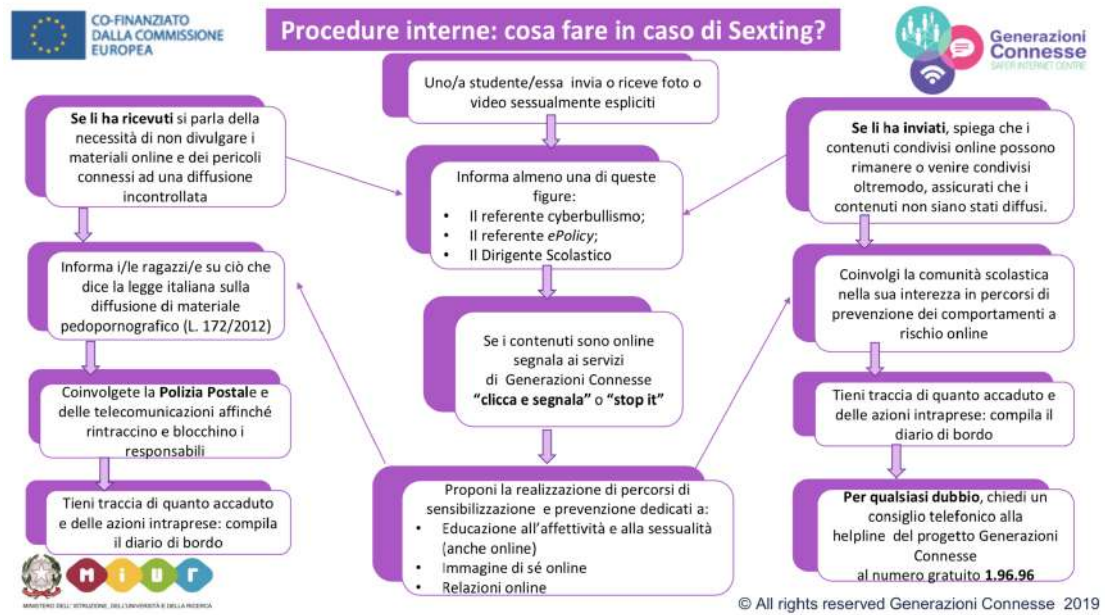 CO-FINANZIATO
DALLA COMMISSIONE
EUROPEA
Procedure interne: cosa fare in caso di Sexting?
Generazioni
Connesse
SAFER INTERNET CENTRE
Uno/a studente/essa invia o riceve foto o
video sessualmente espliciti
Informa almeno una di queste
figure:
• Il referente cyberbullismo;
• Il referente ePolicy;
• Il Dirigente Scolastico
Se i contenuti sono online
segnala ai servizi
di Generazioni Connesse
“clicca e segnala” o “stop it”
Proponi la realizzazione di percorsi di
sensibilizzazione e prevenzione dedicati a:
• Educazione all’affettività e alla sessualità
(anche online)
• Immagine di sé online
• Relazioni online
Se li ha ricevuti si parla della
necessità di non divulgare i
materiali online e dei pericoli
connessi ad una diffusione
incontrollata
Informa i/le ragazzi/e su ciò che
dice la legge italiana sulla
diffusione di materiale
pedopornografico (L. 172/2012)
Coinvolgete la Polizia Postale e
delle telecomunicazioni affinché
rintraccino e blocchino i
responsabili
Tieni traccia di quanto accaduto
e delle azioni intraprese: compila
il diario di bordo
Se li ha inviati, spiega che i
contenuti condivisi online possono
rimanere o venire condivisi
oltremodo, assicurati che i
contenuti non siano stati diffusi.
Coinvolgi la comunità scolastica
nella sua interezza in percorsi di
prevenzione dei comportamenti a
rischio online
Tieni traccia di quanto accaduto e
delle azioni intraprese: compila il
diario di bordo
Per qualsiasi dubbio, chiedi un
consiglio telefonico alla
helpline del progetto Generazioni
Connesse
al numero gratuito 1.96.96
MIUR
MINISTERO DELL'ISTRUZIONE, DELL'UNIVERSITÀ E DELLA RICERCA
© All rights reserved Generazioni Connesse 2019